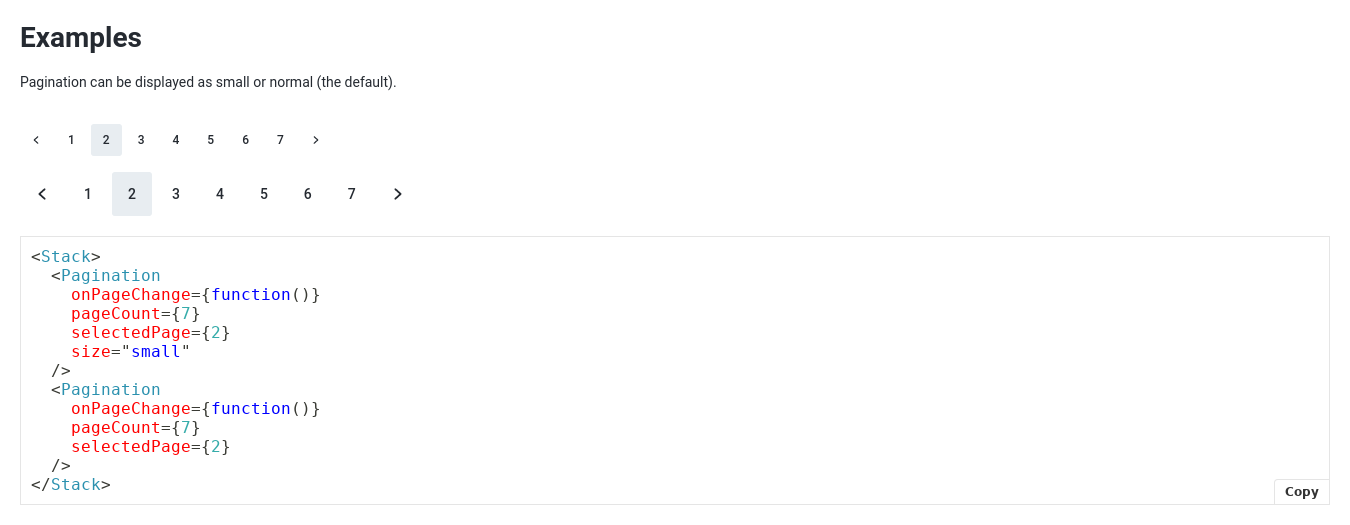 Examples
Pagination can be displayed as small or normal (the default).
< 1 2 3 4 5 6 7 >
< 1 2 3 4 5 6 7 >
<Stack>
  <Pagination
    onPageChange={function()}
    pageCount={7}
    selectedPage={2}
    size="small"
  />
  <Pagination
    onPageChange={function()}
    pageCount={7}
    selectedPage={2}
  />
</Stack>
Copy